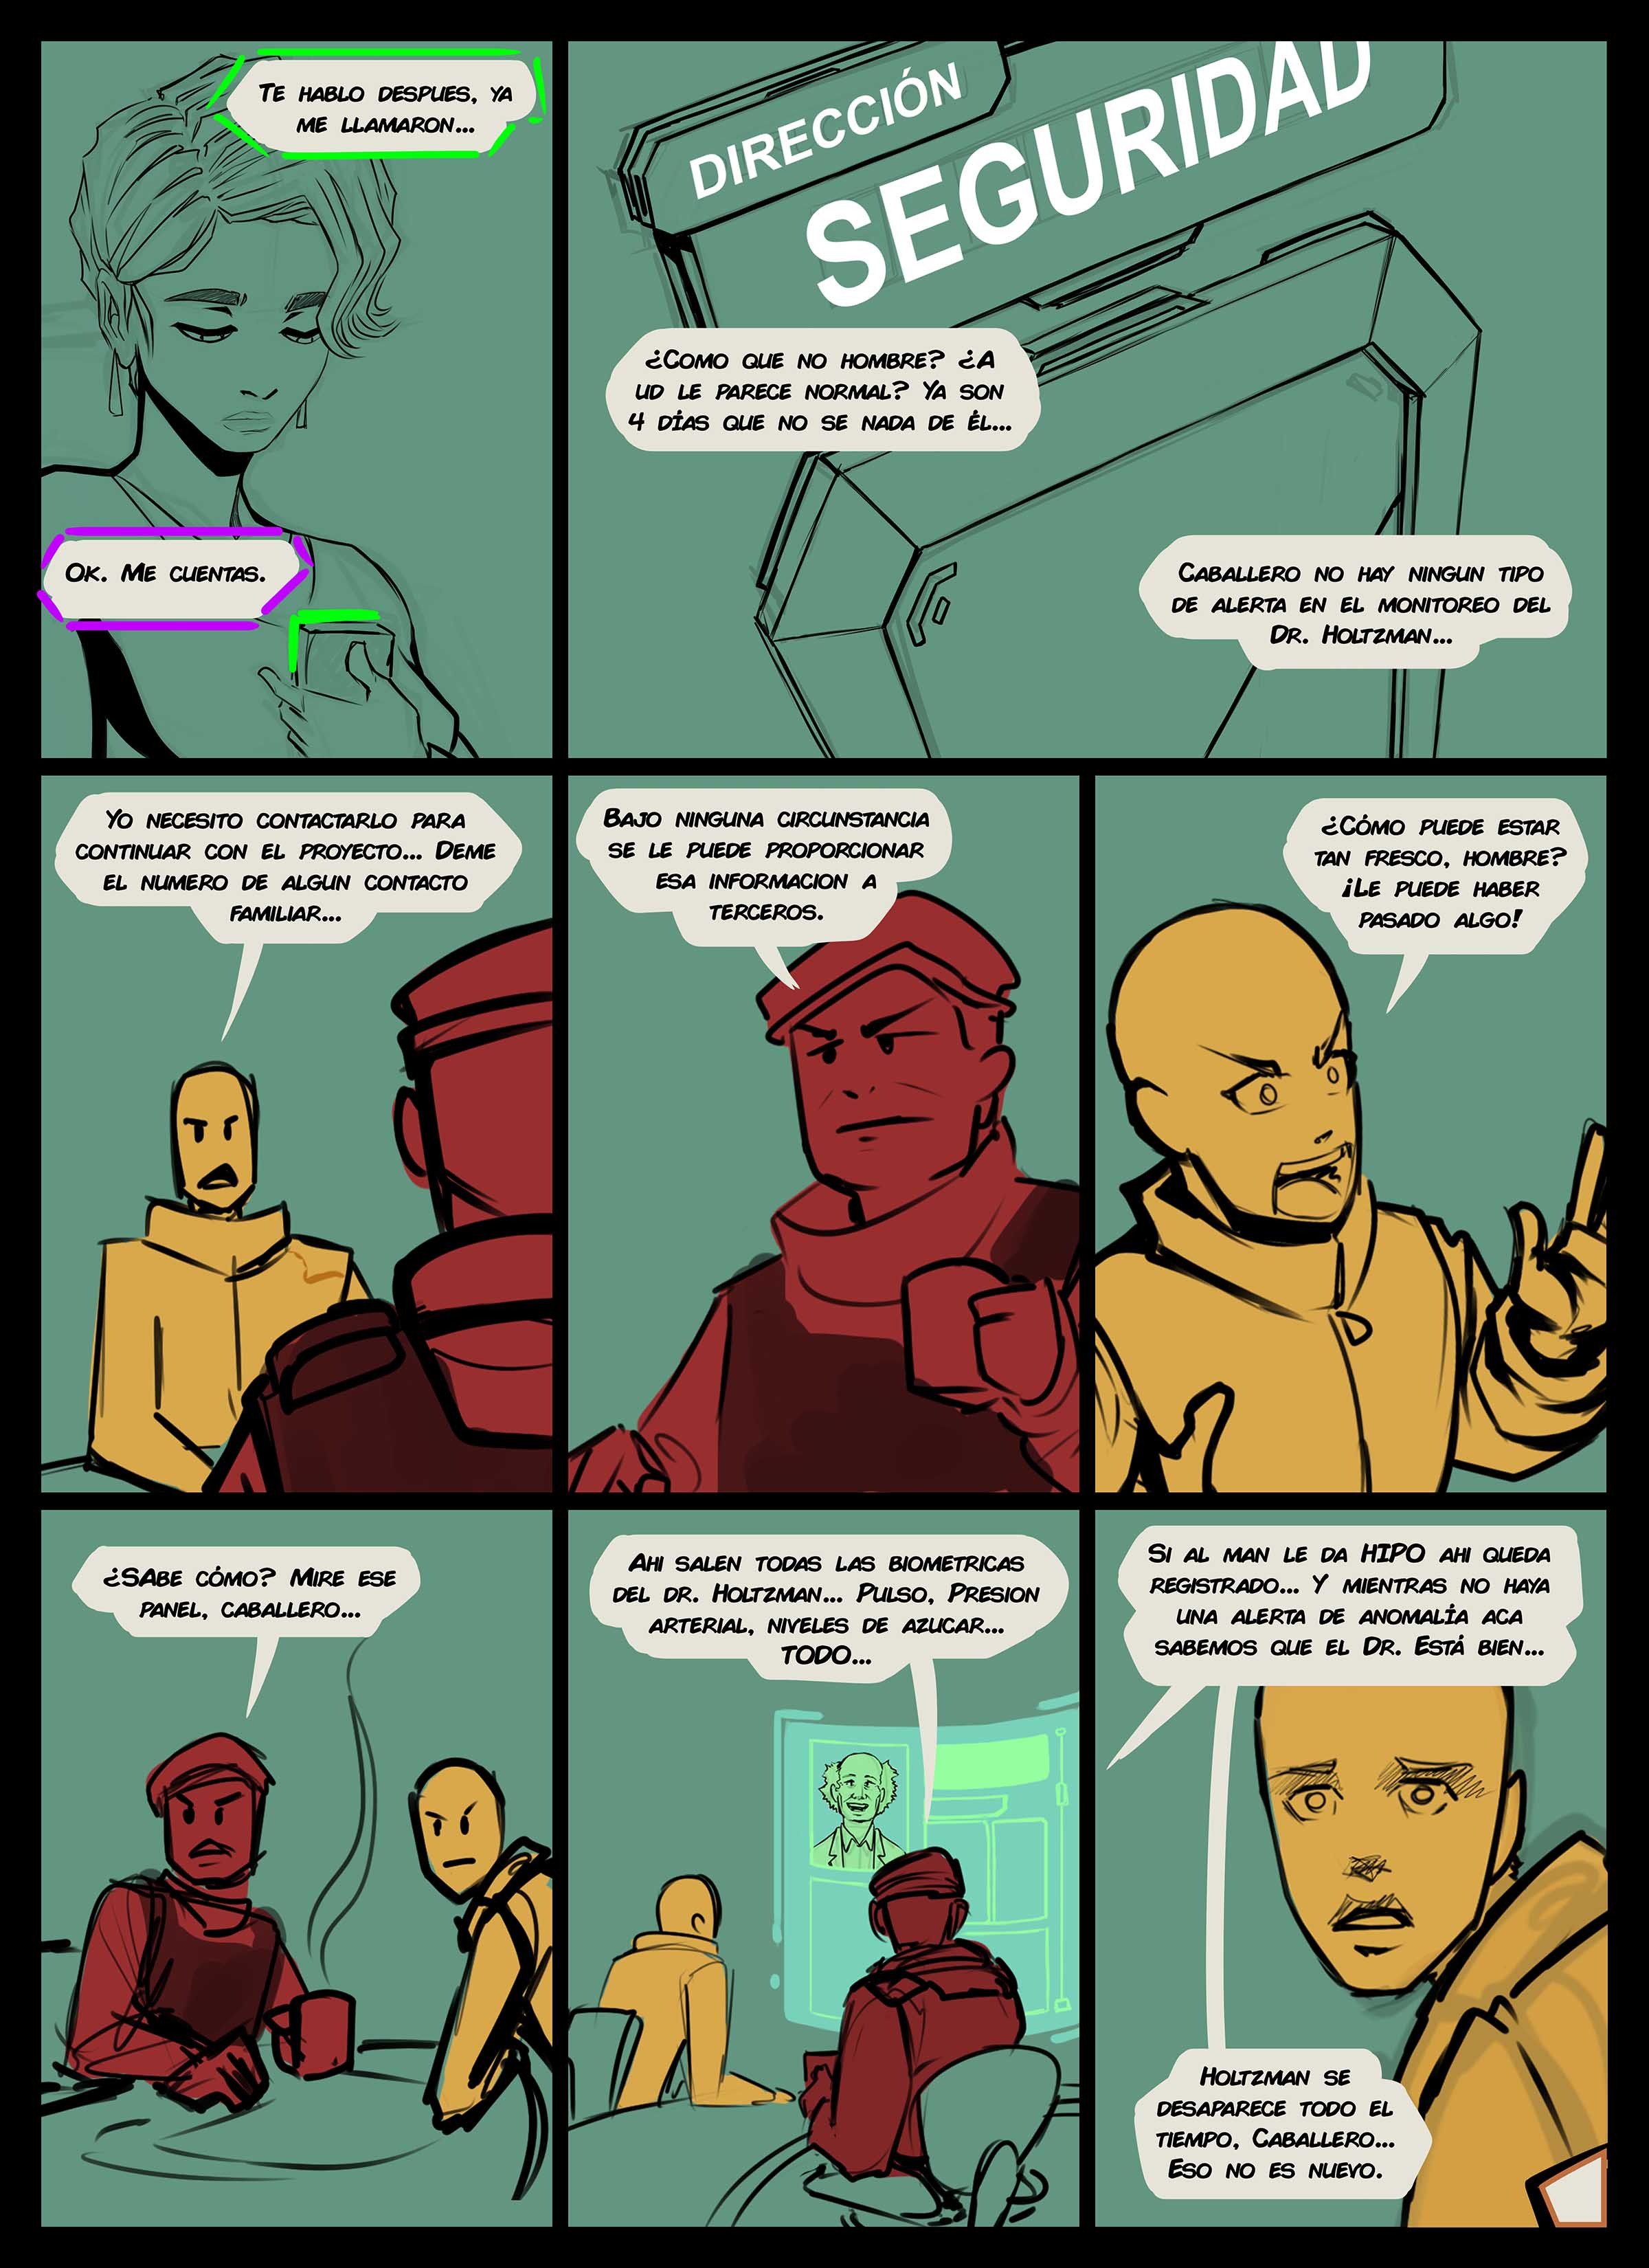 Te hablo despues, ya
me llamaron...
Ok. Me cuentas.
DIRECCIÓN
SEGURIDAD
¿Como que no hombre? ¿A
ud le parece normal? Ya son
4 días que no se nada de él...
Caballero no hay ningun tipo
de alerta en el monitoreo del
Dr. Holtzman...
Yo necesito contactarlo para
continuar con el proyecto... Deme
el numero de algun contacto
familiar...
Bajo ninguna circunstancia
se le puede proporcionar
esa informacion a
terceros.
¿Cómo puede estar
tan fresco, hombre?
¡Le puede haber
pasado algo!
¿SAbe cómo? Mire ese
panel, caballero...
Ahi salen todas las biometricas
del dr. Holtzman... Pulso, Presion
arterial, niveles de azucar...
TODO...
Si al man le da HIPO ahi queda
registrado... Y mientras no haya
una alerta de anomalía aca
sabemos que el Dr. Está bien...
Holtzman se
desaparece todo el
tiempo, Caballero...
Eso no es nuevo.